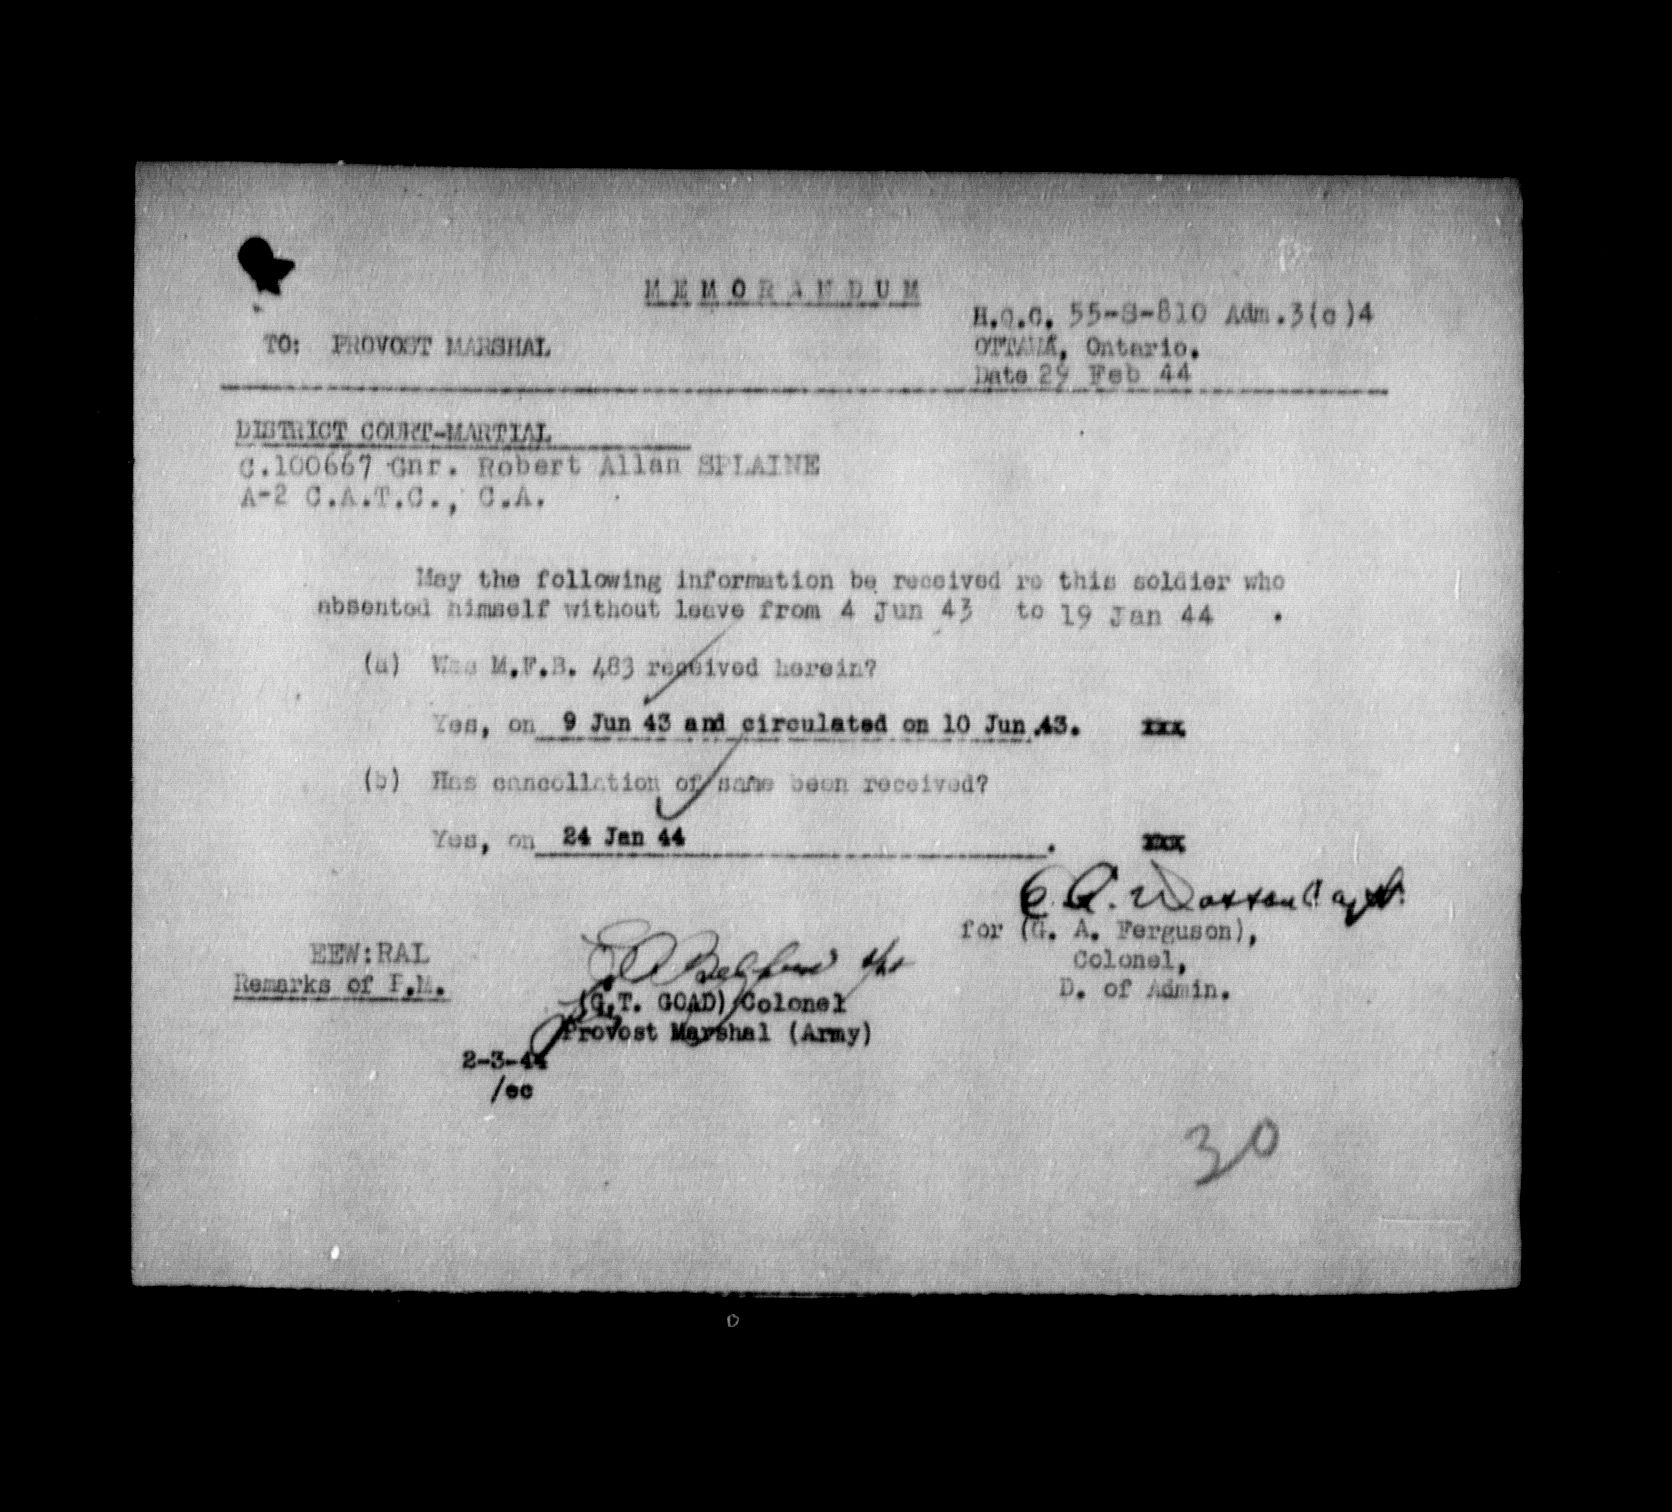 MEMORANDUM
H.Q.C. 55-S-810 Adm.3(c)4
TO: PROVOST MARSHAL
OTTAWA, Ontario.
Date 29 Feb 44
DISTRICT COURT-MARTIAL
C.100667 Gnr. Robert Allan SPLAINE
A-2 C.A.T.C., C.A.
May the following information be received re this soldier who
absented himself without leave from 4 Jun 43 to 19 Jan 44 .
(a) Was M.F.B. 483 received herein?
Yes, on 9 Jun 43 and circulated on 10 Jun.43. xxx
(b) Has cancellation of same been received?
Yes, on 24 Jan 44 . xxx
for (G. A. Ferguson),
Colonel,
D. of Admin.
EEW:RAL
Remarks of P.M.
(G.T. GOAD) Colonel
Provost Marshal (Army)
2-3-44
/ec
30